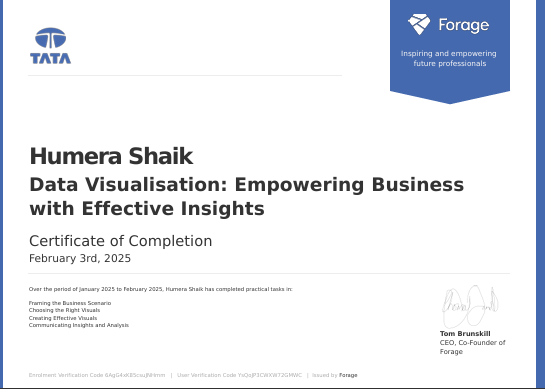 TATA
Forage
Inspiring and empowering
future professionals
Humera Shaik
Data Visualisation: Empowering Business
with Effective Insights
Certificate of Completion
February 3rd, 2025
Over the period of January 2025 to February 2025, Humera Shaik has completed practical tasks in:
Framing the Business Scenario
Choosing the Right Visuals
Creating Effective Visuals
Communicating Insights and Analysis
Tom Brunskill
CEO, Co-Founder of
Forage
Enrolment Verification Code | User Verification Code | Issued by Forage